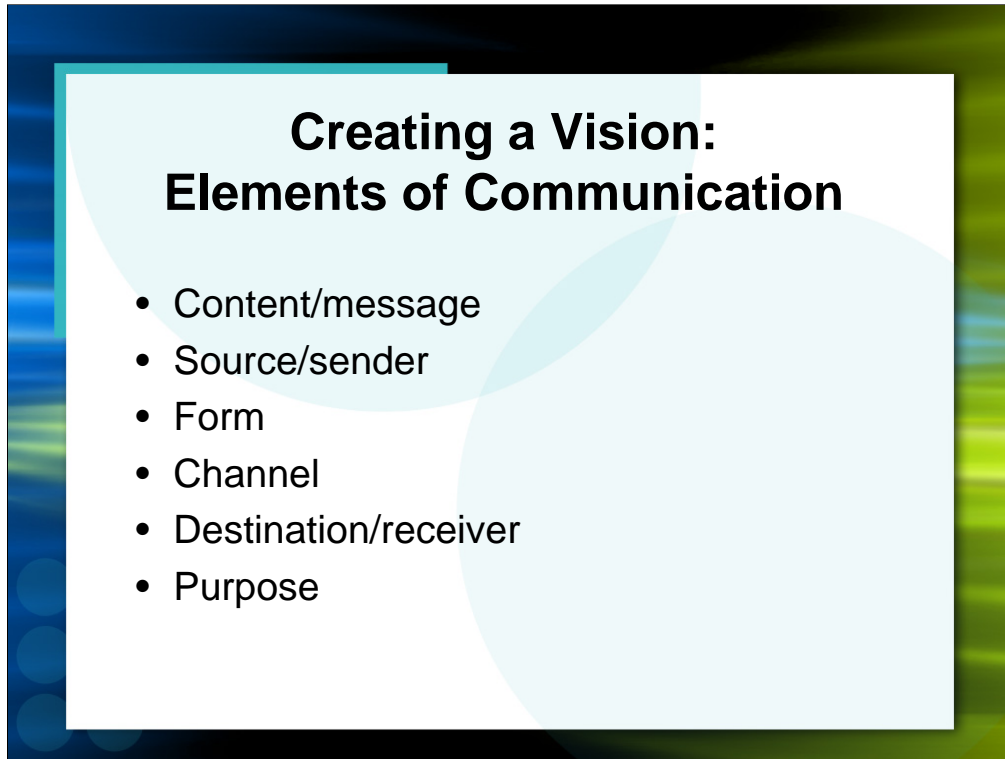 Creating a Vision:
Elements of Communication
• Content/message
• Source/sender
• Form
• Channel
• Destination/receiver
• Purpose